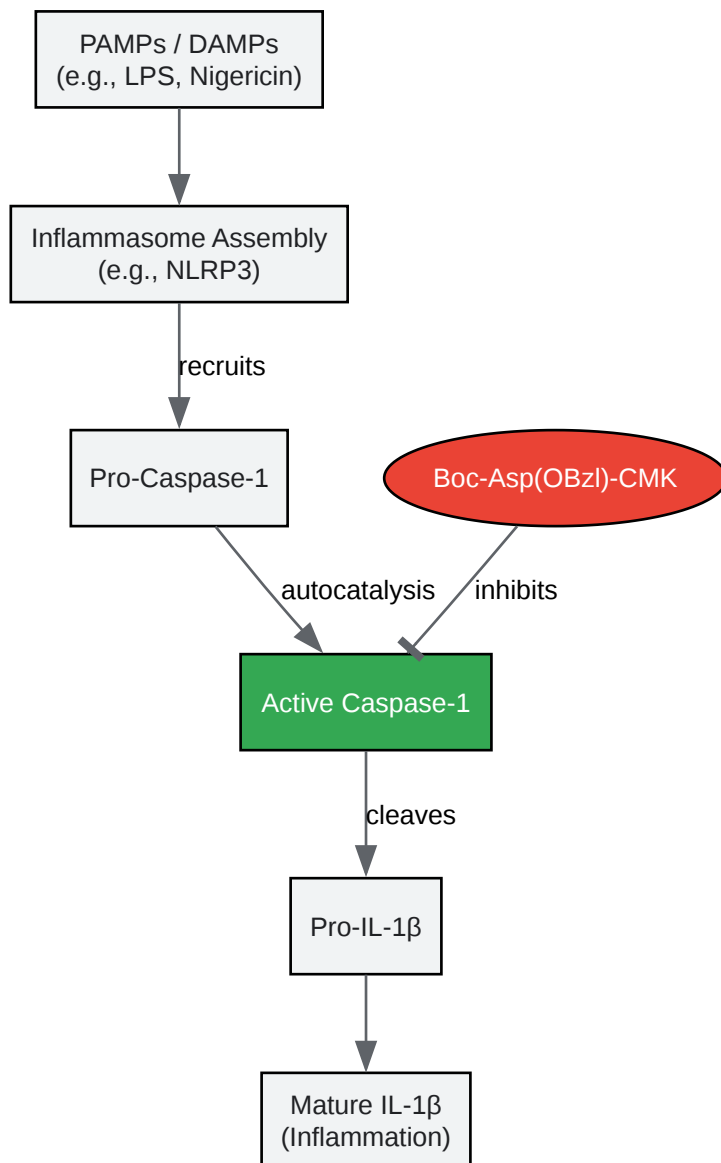 PAMPs / DAMPs
(e.g., LPS, Nigericin)
Inflammasome Assembly
(e.g., NLRP3)
recruits
Pro-Caspase-1
Boc-Asp(OBzl)-CMK
autocatalysis
inhibits
Active Caspase-1
cleaves
Pro-IL-1β
Mature IL-1β
(Inflammation)